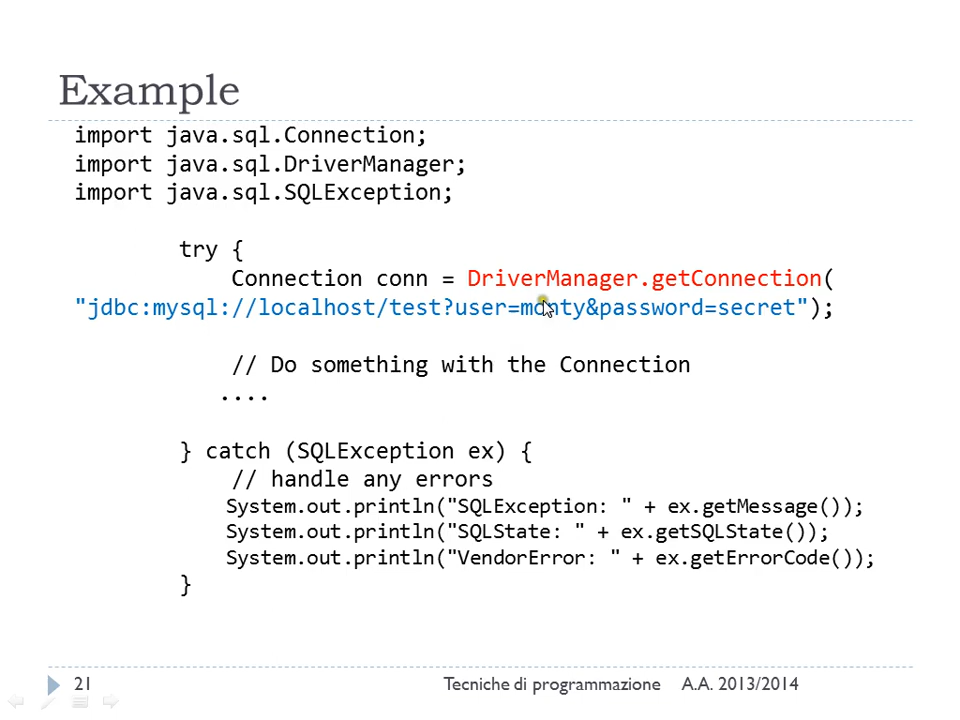 Example
import java.sql.Connection;
import java.sql.DriverManager;
import java.sql.SQLException;
try {
Connection conn = DriverManager.getConnection(
"jdbc:mysql://localhost/test?user=monty&password=secret");
// Do something with the Connection
....
} catch (SQLException ex) {
// handle any errors
System.out.println("SQLException: " + ex.getMessage());
System.out.println("SQLState: " + ex.getSQLState());
System.out.println("VendorError: " + ex.getErrorCode());
}
21 Tecniche di programmazione A.A. 2013/2014